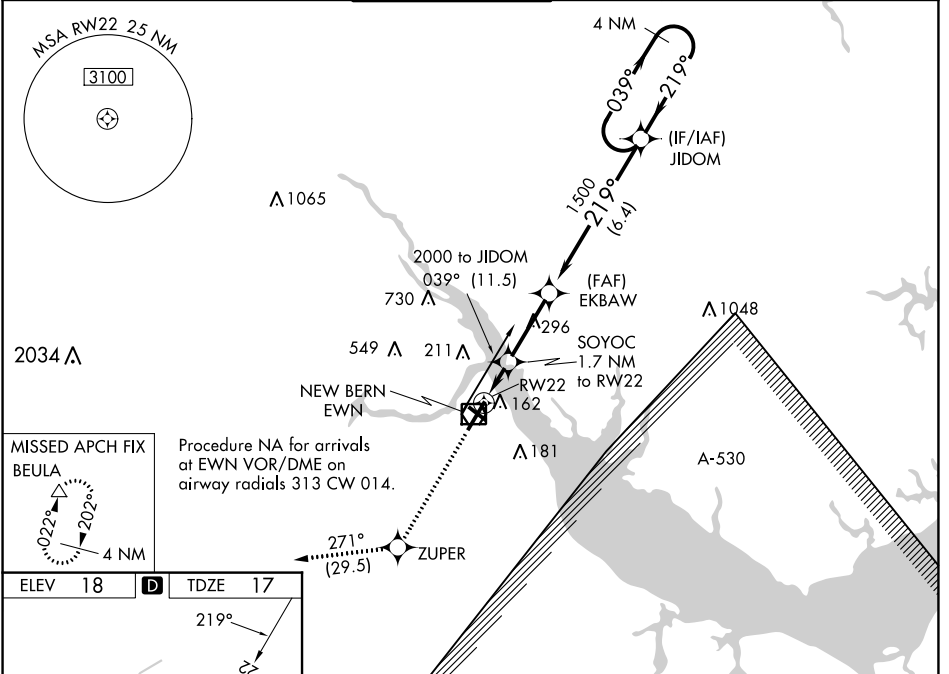 MSA RW22 25 NM
3100
4 NM
039°
219°
(IF/IAF)
JIDOM
1500
219°
(6.4)
1065
2000 to JIDOM
039° (11.5)
(FAF)
EKBAW
730
296
1048
2034
549
211
SOYOC
1.7 NM
to RW22
NEW BERN
EWN
RW22
162
MISSED APCH FIX
BEULA
022°
202°
4 NM
Procedure NA for arrivals
at EWN VOR/DME on
airway radials 313 CW 014.
181
A-530
271°
(29.5)
ZUPER
ELEV 18 D TDZE 17
219°
22